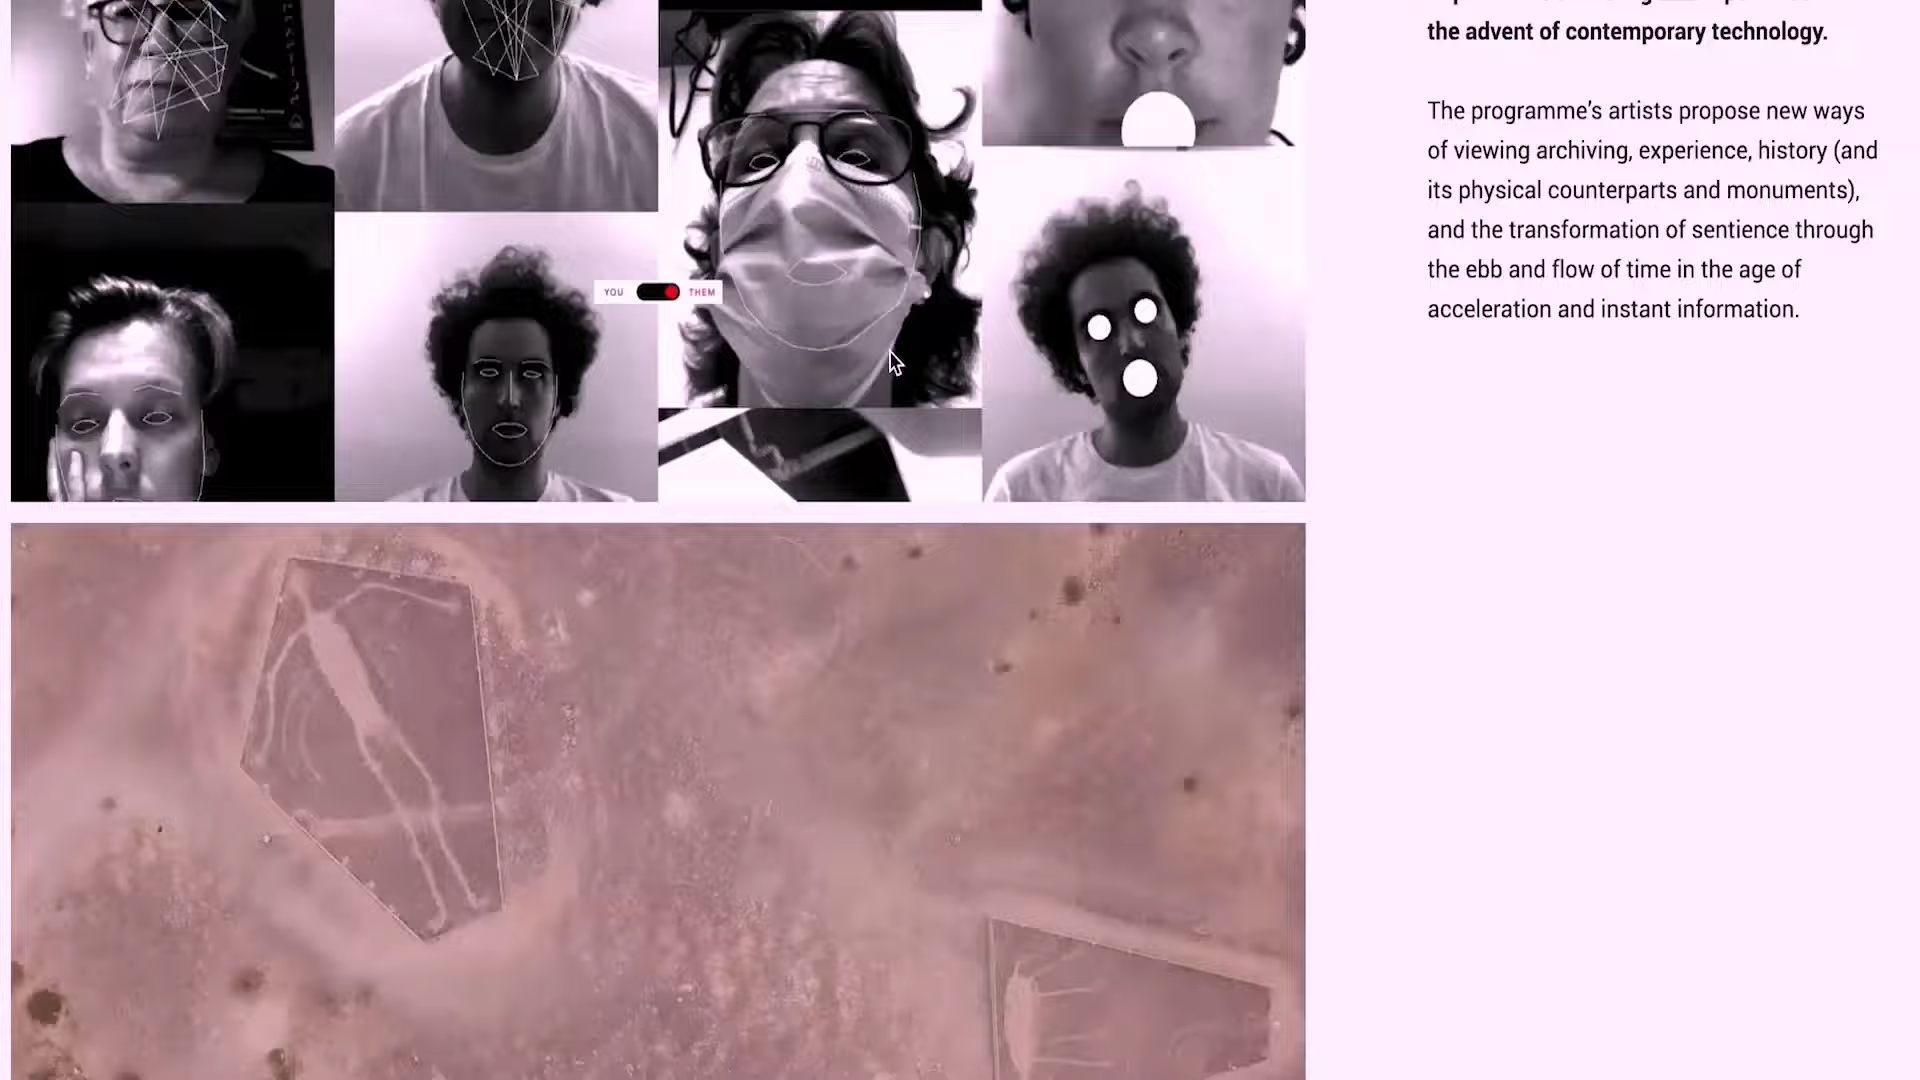 the advent of contemporary technology.
The programme’s artists propose new ways
of viewing archiving, experience, history (and
its physical counterparts and monuments),
and the transformation of sentience through
the ebb and flow of time in the age of
acceleration and instant information.
YOU THEM